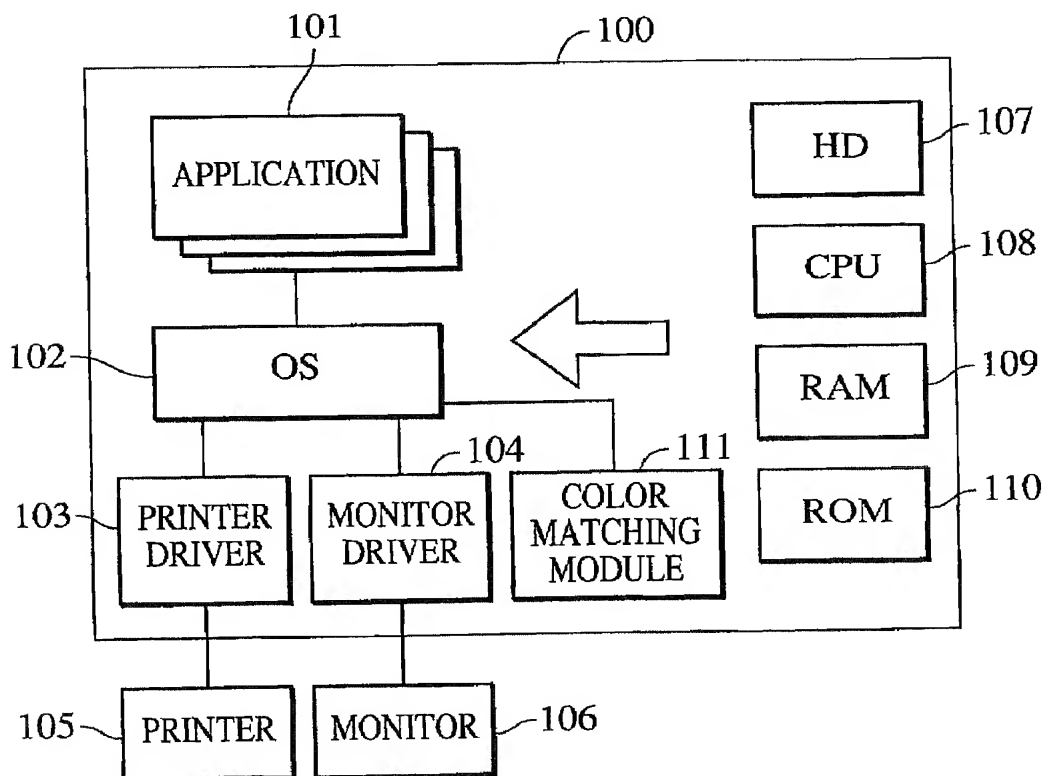 101
100
APPLICATION
HD
107
CPU
108
102
OS
RAM
109
104
111
103
PRINTER
DRIVER
MONITOR
DRIVER
COLOR
MATCHING
MODULE
ROM
110
105
PRINTER
MONITOR
106